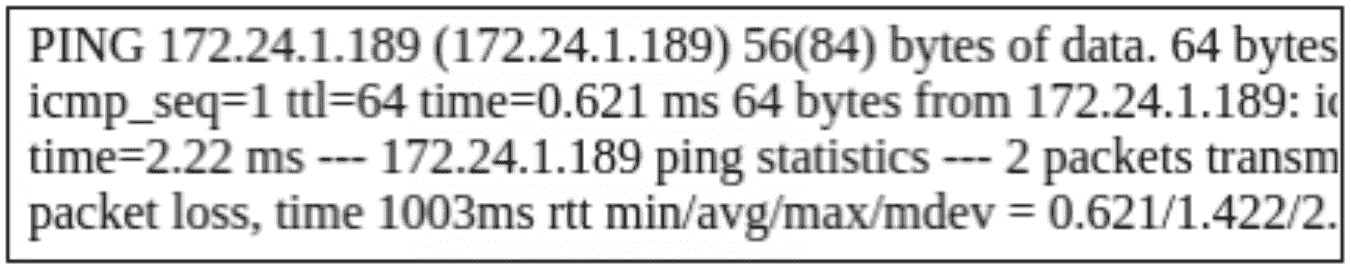 PING 172.24.1.189 (172.24.1.189) 56(84) bytes of data. 64 bytes
icmp_seq=1 ttl=64 time=0.621 ms 64 bytes from 172.24.1.189:
time=2.22 ms --- 172.24.1.189 ping statistics --- 2 packets transm
packet loss, time 1003ms rtt min/avg/max/mdev = 0.621/1.422/2.